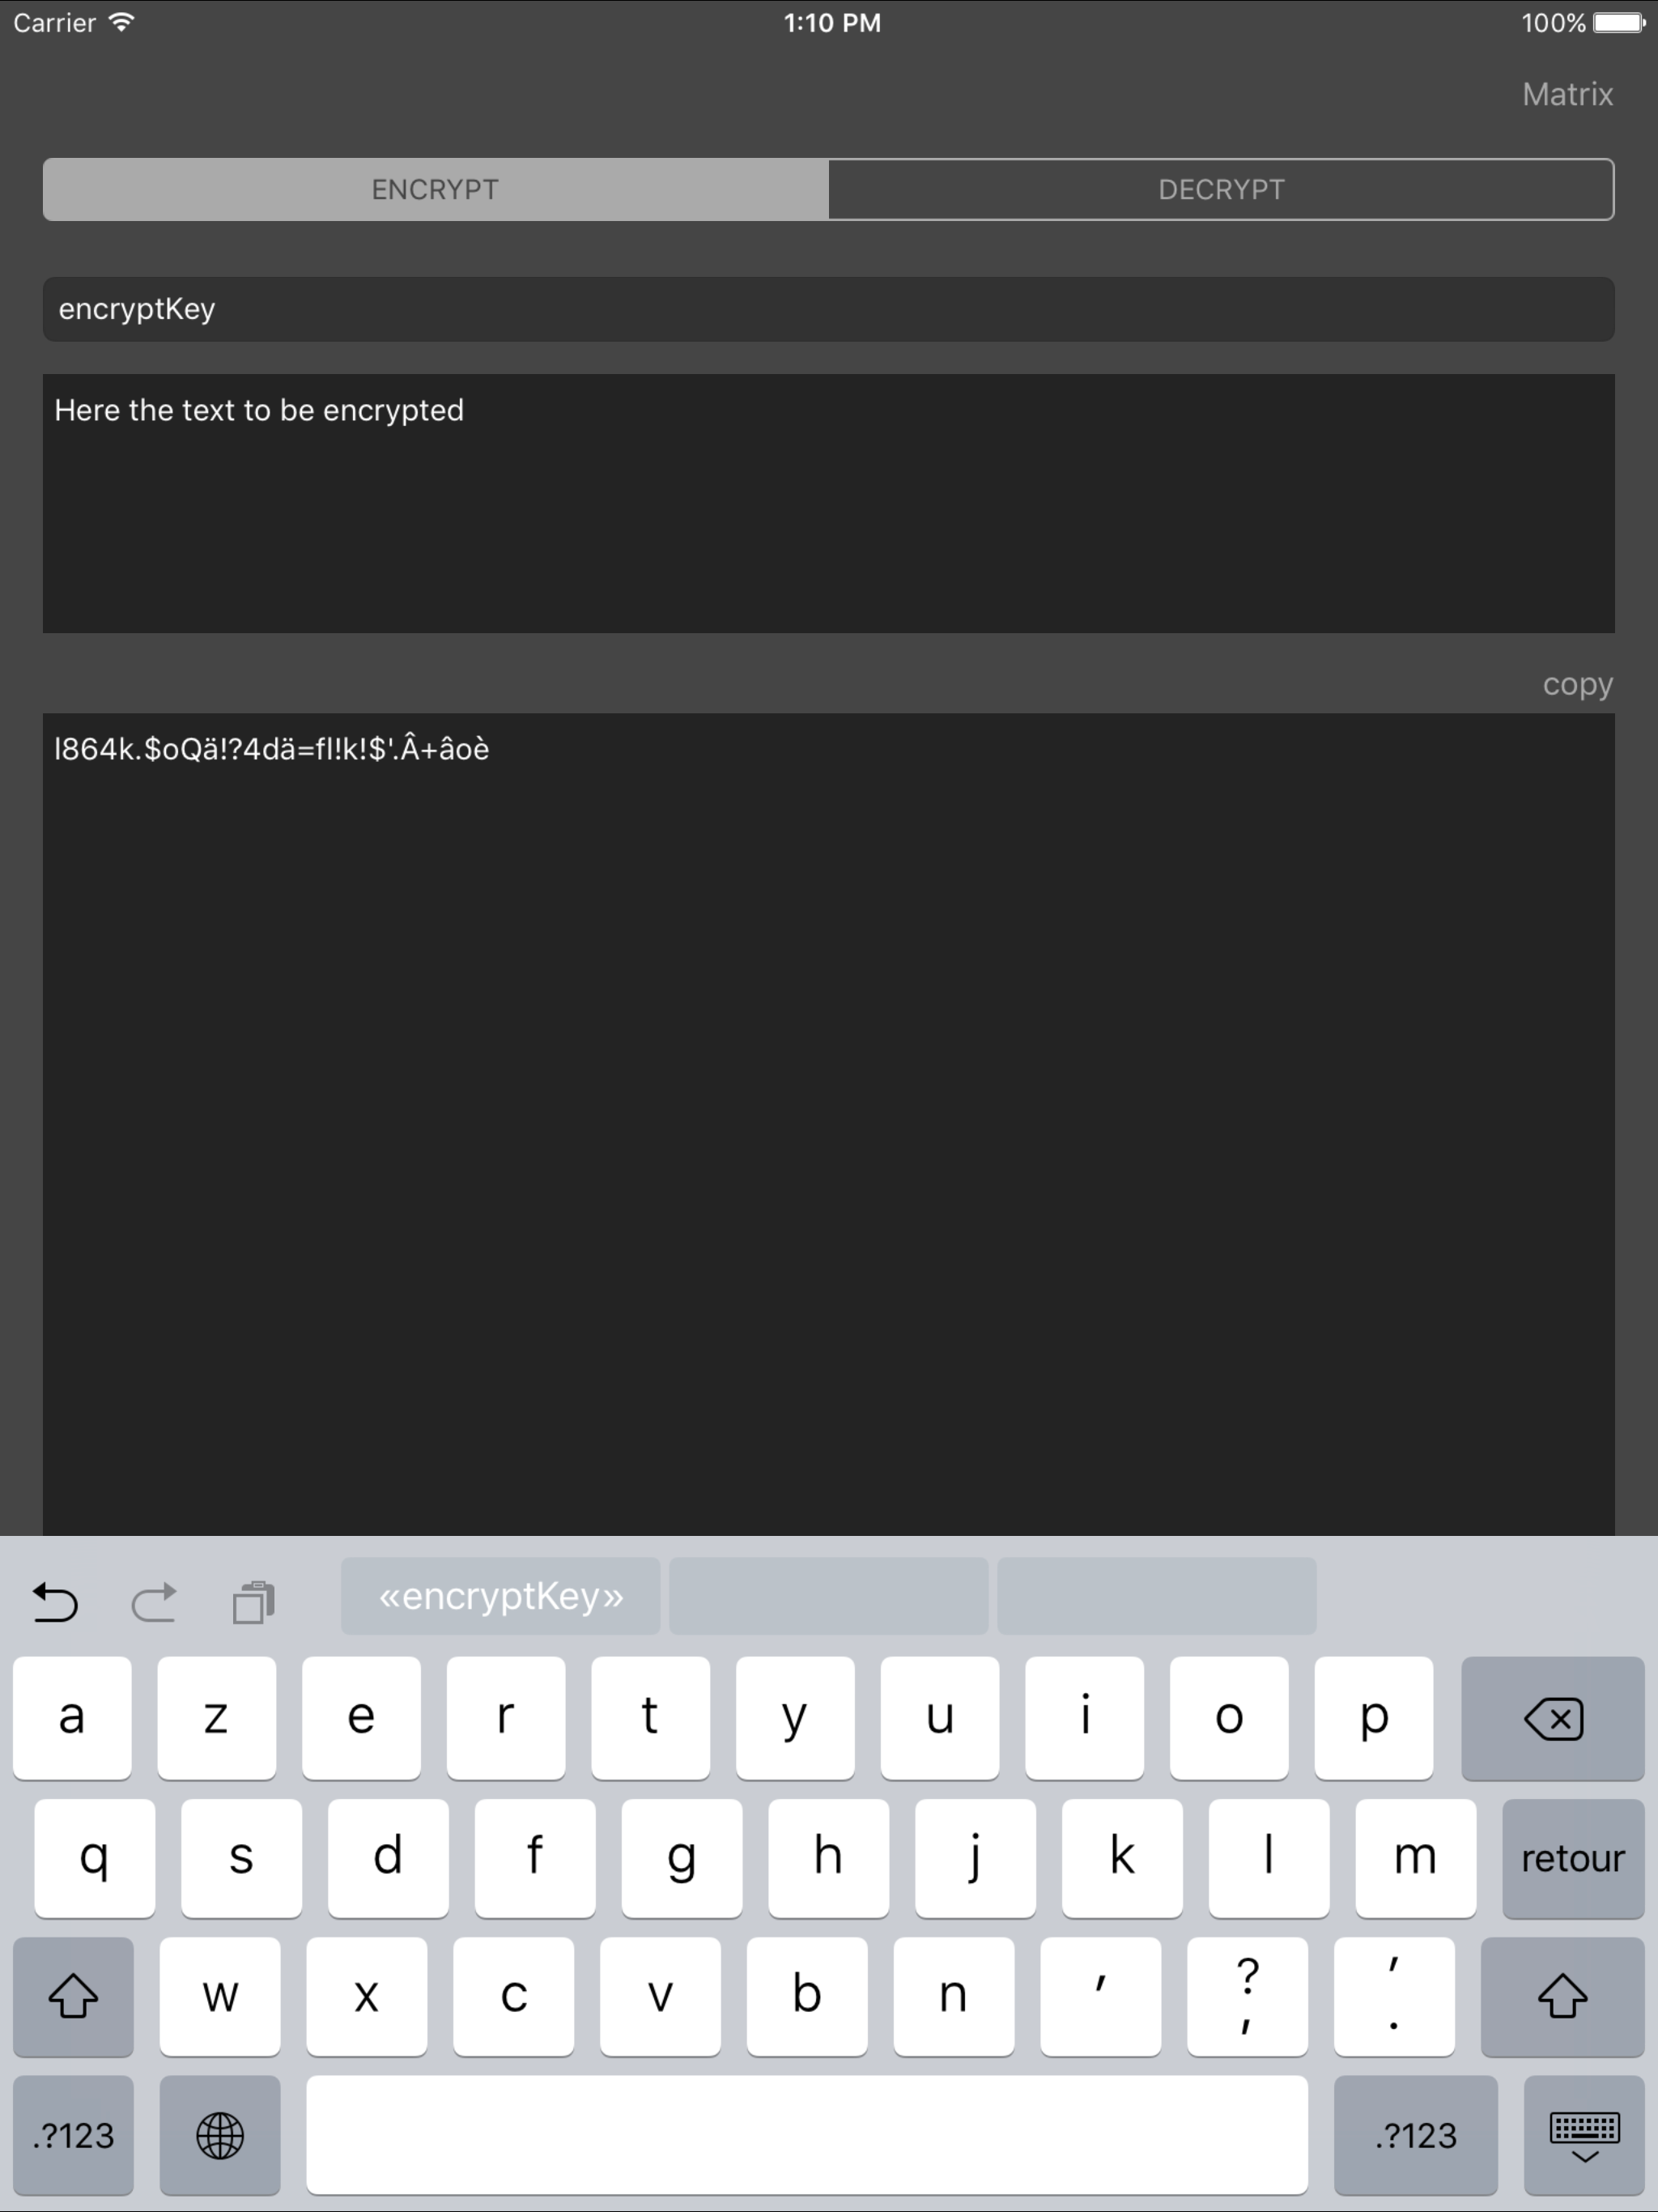 Carrier 1:10 PM 100%
Matrix
ENCRYPT DECRYPT
encryptKey
Here the text to be encrypted
copy
l864k.$oQä!?4dä=fl!k!$'.Â+âoè
«encryptKey»
a z e r t y u i o p
q s d f g h j k l m retour
w x c v b n ' ? , ' .
.?123 .?123